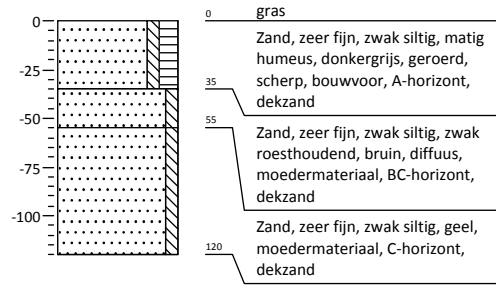 0
-25
-50
-75
-100
0
gras
Zand, zeer fijn, zwak siltig, matig
humeus, donkergrijs, geroerd,
scherp, bouwvoor, A-horizont,
dekzand
35
Zand, zeer fijn, zwak siltig, zwak
roesthoudend, bruin, diffuus,
moedermateriaal, BC-horizont,
dekzand
55
Zand, zeer fijn, zwak siltig, geel,
moedermateriaal, C-horizont,
dekzand
120